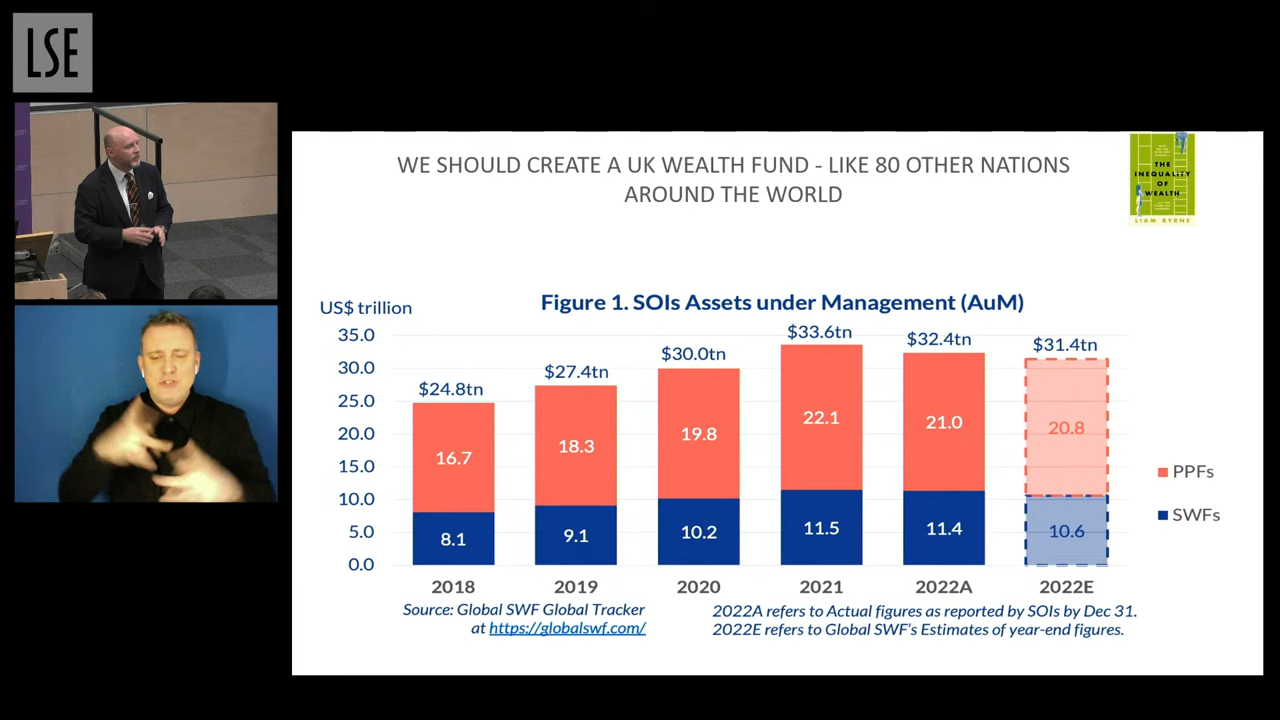 LSE
WE SHOULD CREATE A UK WEALTH FUND - LIKE 80 OTHER NATIONS
AROUND THE WORLD
THE
INEQUALITY
OF
WEALTH
LIAM BYRNE
US$ trillion
Figure 1. SOIs Assets under Management (AuM)
35.0
30.0
25.0
20.0
15.0
10.0
5.0
0.0
$24.8tn
$27.4tn
$30.0tn
$33.6tn
$32.4tn
$31.4tn
16.7
18.3
19.8
22.1
21.0
20.8
8.1
9.1
10.2
11.5
11.4
10.6
PPFs
SWFs
2018
2019
2020
2021
2022A
2022E
Source: Global SWF Global Tracker
at https://globalswf.com/
2022A refers to Actual figures as reported by SOIs by Dec 31.
2022E refers to Global SWF's Estimates of year-end figures.